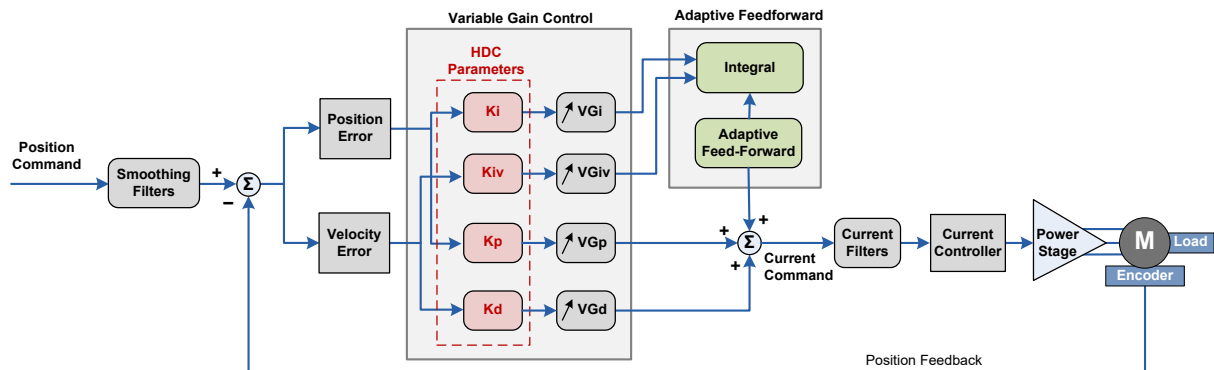 Variable Gain Control
Adaptive Feedforward
HDC
Parameters
Integral
Ki
VGi
Position
Error
Adaptive
Feed-Forward
Position
Command
Smoothing
Filters
+
Σ
−
Kiv
VGiv
Velocity
Error
Kp
VGp
+
+
+
Σ
Current
Command
Current
Filters
Current
Controller
Power
Stage
M
Load
Encoder
Kd
VGd
Position Feedback